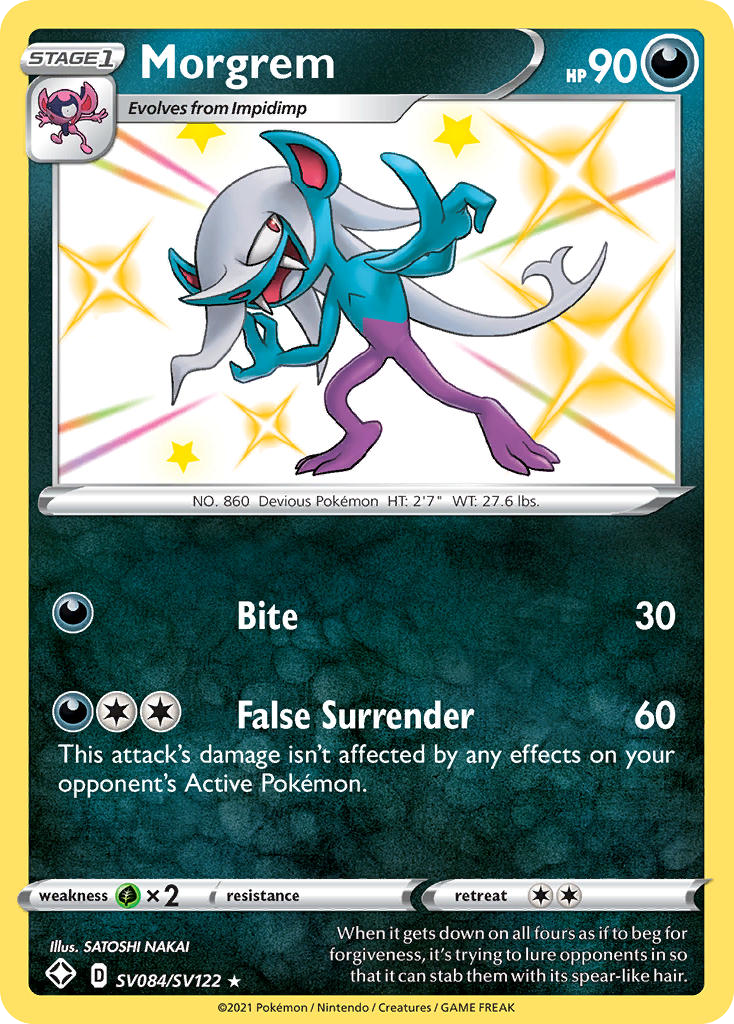 STAGE1
Morgrem
HP 90
Evolves from Impidimp
NO. 860 Devious Pokémon HT: 2'7" WT: 27.6 lbs.
Bite 30
False Surrender 60
This attack's damage isn't affected by any effects on your
opponent's Active Pokémon.
weakness ×2 resistance retreat
Illus. SATOSHI NAKAI
When it gets down on all fours as if to beg for
forgiveness, it's trying to lure opponents in so
that it can stab them with its spear-like hair.
D SV084/SV122 ★
©2021 Pokémon / Nintendo / Creatures / GAME FREAK